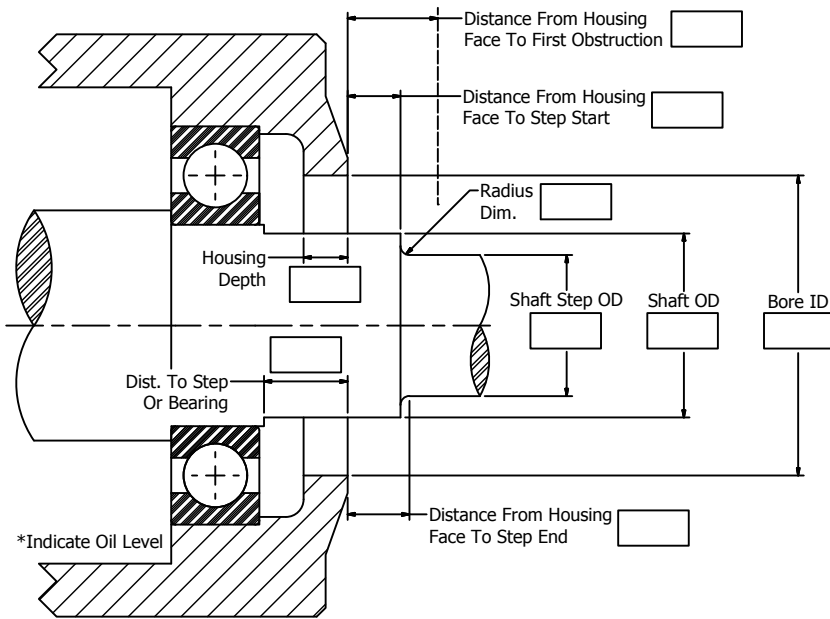 Distance From Housing
Face To First Obstruction
Distance From Housing
Face To Step Start
Radius
Dim.
Housing
Depth
Shaft Step OD
Shaft OD
Bore ID
Dist. To Step
Or Bearing
*Indicate Oil Level
Distance From Housing
Face To Step End